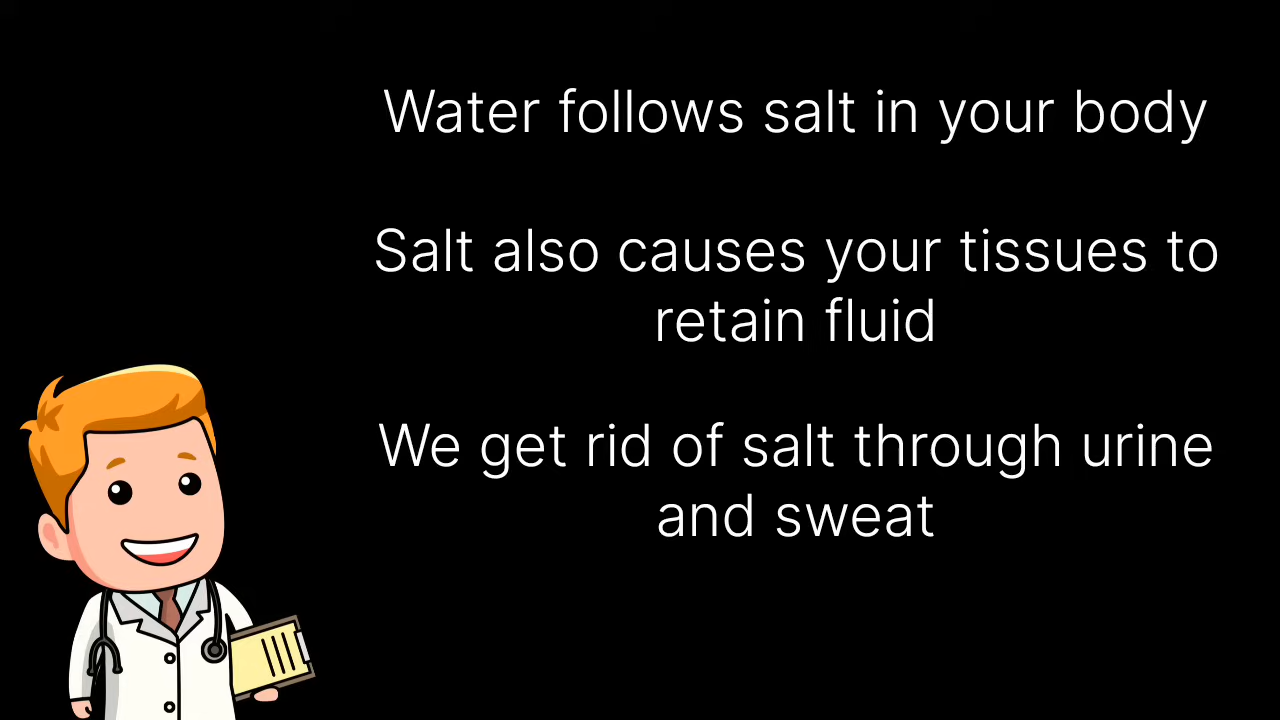 Water follows salt in your body
Salt also causes your tissues to
retain fluid
We get rid of salt through urine
and sweat